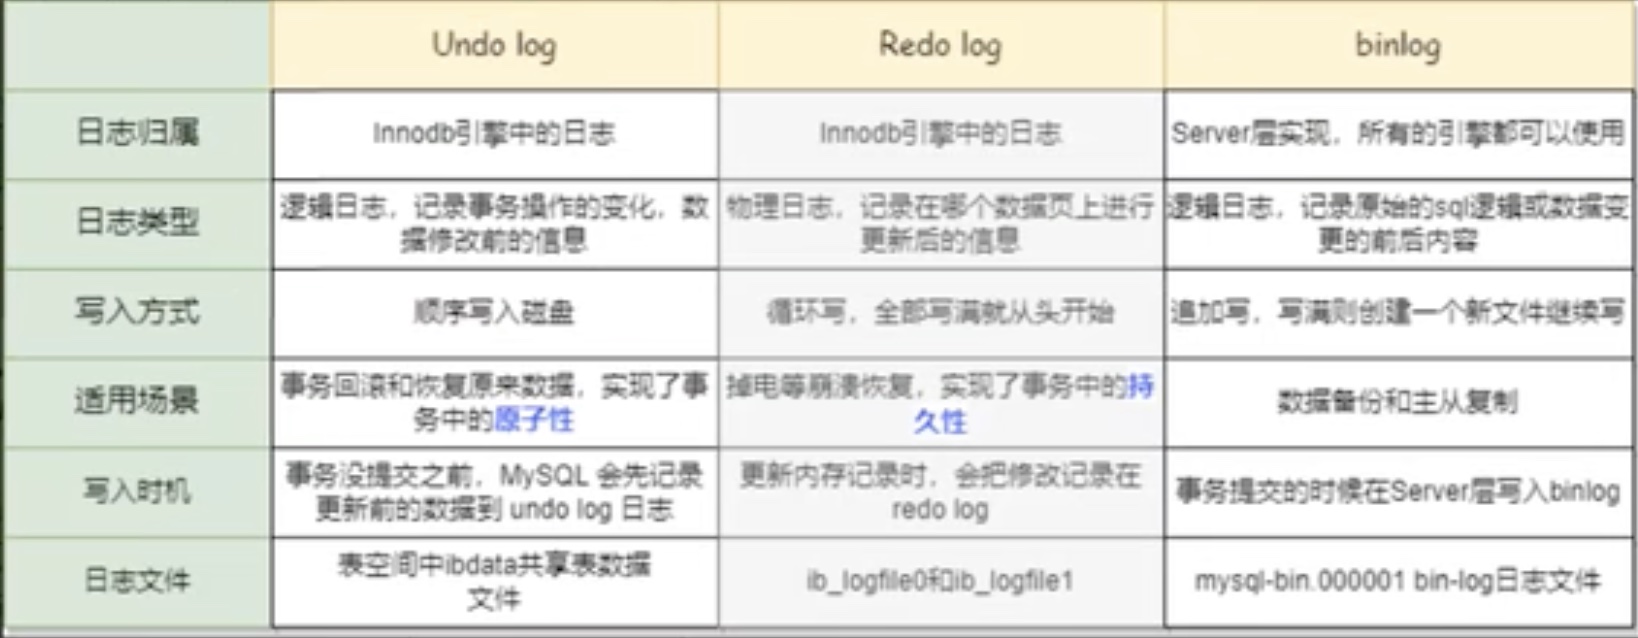 Undo log
Redo log
binlog
日志归属
Innodb引擎中的日志
Innodb引擎中的日志
Server层实现，所有的引擎都可以使用
日志类型
逻辑日志，记录事务操作的变化，数
据修改前的信息
物理日志，记录在哪个数据页上进行
更新后的信息
逻辑日志，记录原始的sql逻辑或数据变
更的前后内容
写入方式
顺序写入磁盘
循环写，全部写满就从头开始
追加写，写满则创建一个新文件继续写
适用场景
事务回滚和恢复原来数据，实现了事
务中的原子性
掉电等崩溃恢复，实现了事务中的持
久性
数据备份和主从复制
写入时机
事务没提交之前，MySQL 会先记录
更新前的数据到 undo log 日志
更新内存记录时，会把修改记录在
redo log
事务提交的时候在Server层写入binlog
日志文件
表空间中ibdata共享表数据
文件
ib_logfile0和ib_logfile1
mysql-bin.000001 bin-log日志文件